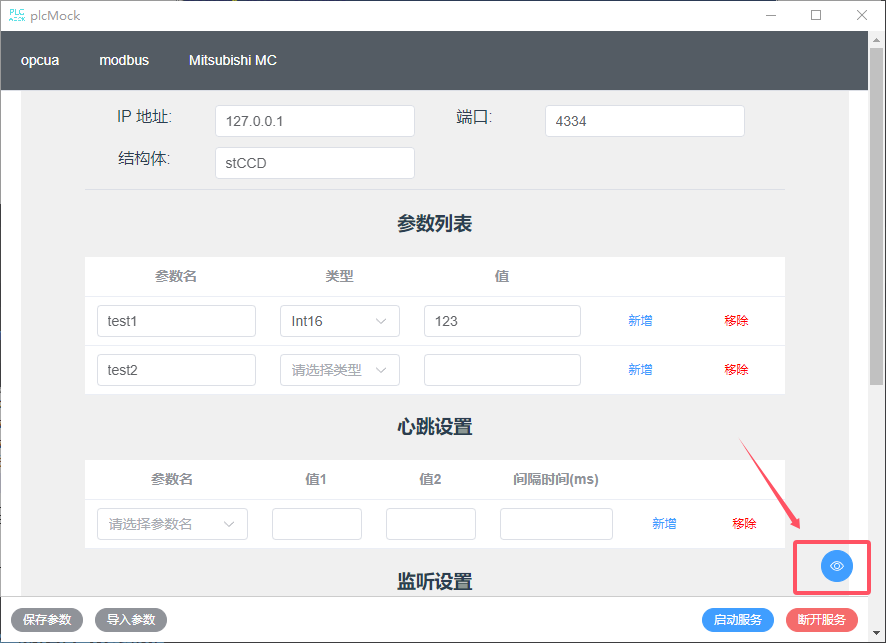 PLC MOCK plcMock
opcua modbus Mitsubishi MC
IP 地址: 127.0.0.1 端口: 4334
结构体: stCCD
参数列表
参数名 类型 值
test1 Int16 123 新增 移除
test2 请选择类型 新增 移除
心跳设置
参数名 值1 值2 间隔时间(ms)
请选择参数名 新增 移除
监听设置
保存参数 导入参数 启动服务 断开服务